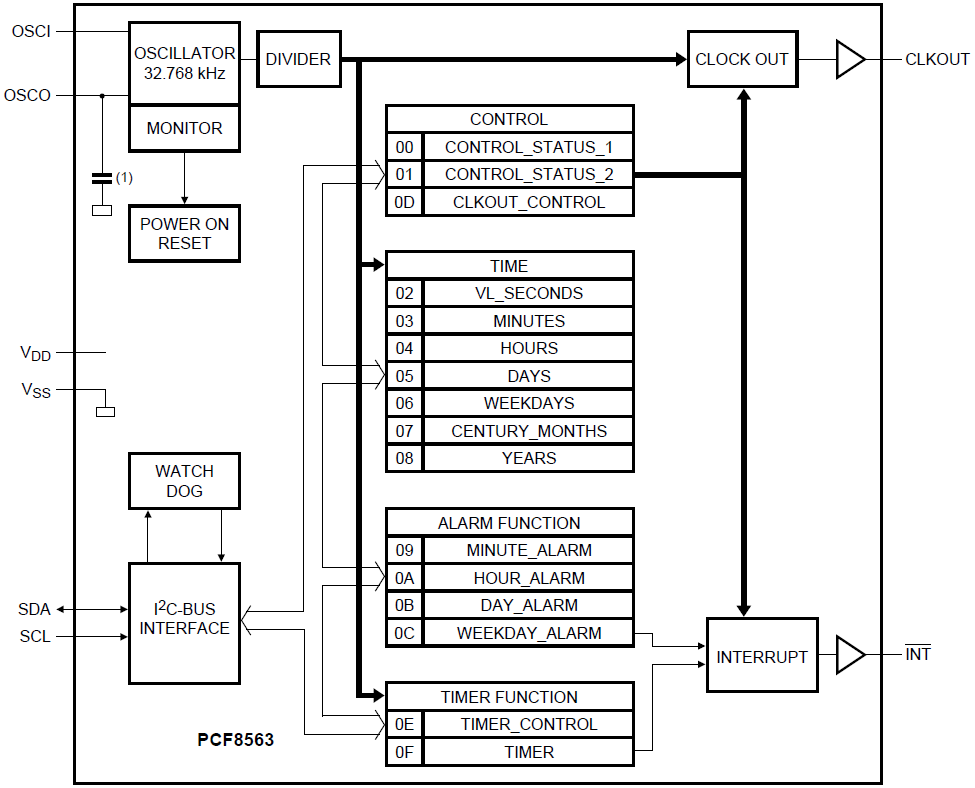 OSCI
OSCO
OSCILLATOR
32.768 kHz
MONITOR
DIVIDER
CLOCK OUT
CLKOUT
(1)
POWER ON
RESET
CONTROL
00 CONTROL_STATUS_1
01 CONTROL_STATUS_2
0D CLKOUT_CONTROL
TIME
02 VL_SECONDS
03 MINUTES
04 HOURS
05 DAYS
06 WEEKDAYS
07 CENTURY_MONTHS
08 YEARS
VDD
VSS
WATCH
DOG
ALARM FUNCTION
09 MINUTE_ALARM
0A HOUR_ALARM
0B DAY_ALARM
0C WEEKDAY_ALARM
SDA
SCL
I2C-BUS
INTERFACE
INTERRUPT
INT
TIMER FUNCTION
0E TIMER_CONTROL
0F TIMER
PCF8563